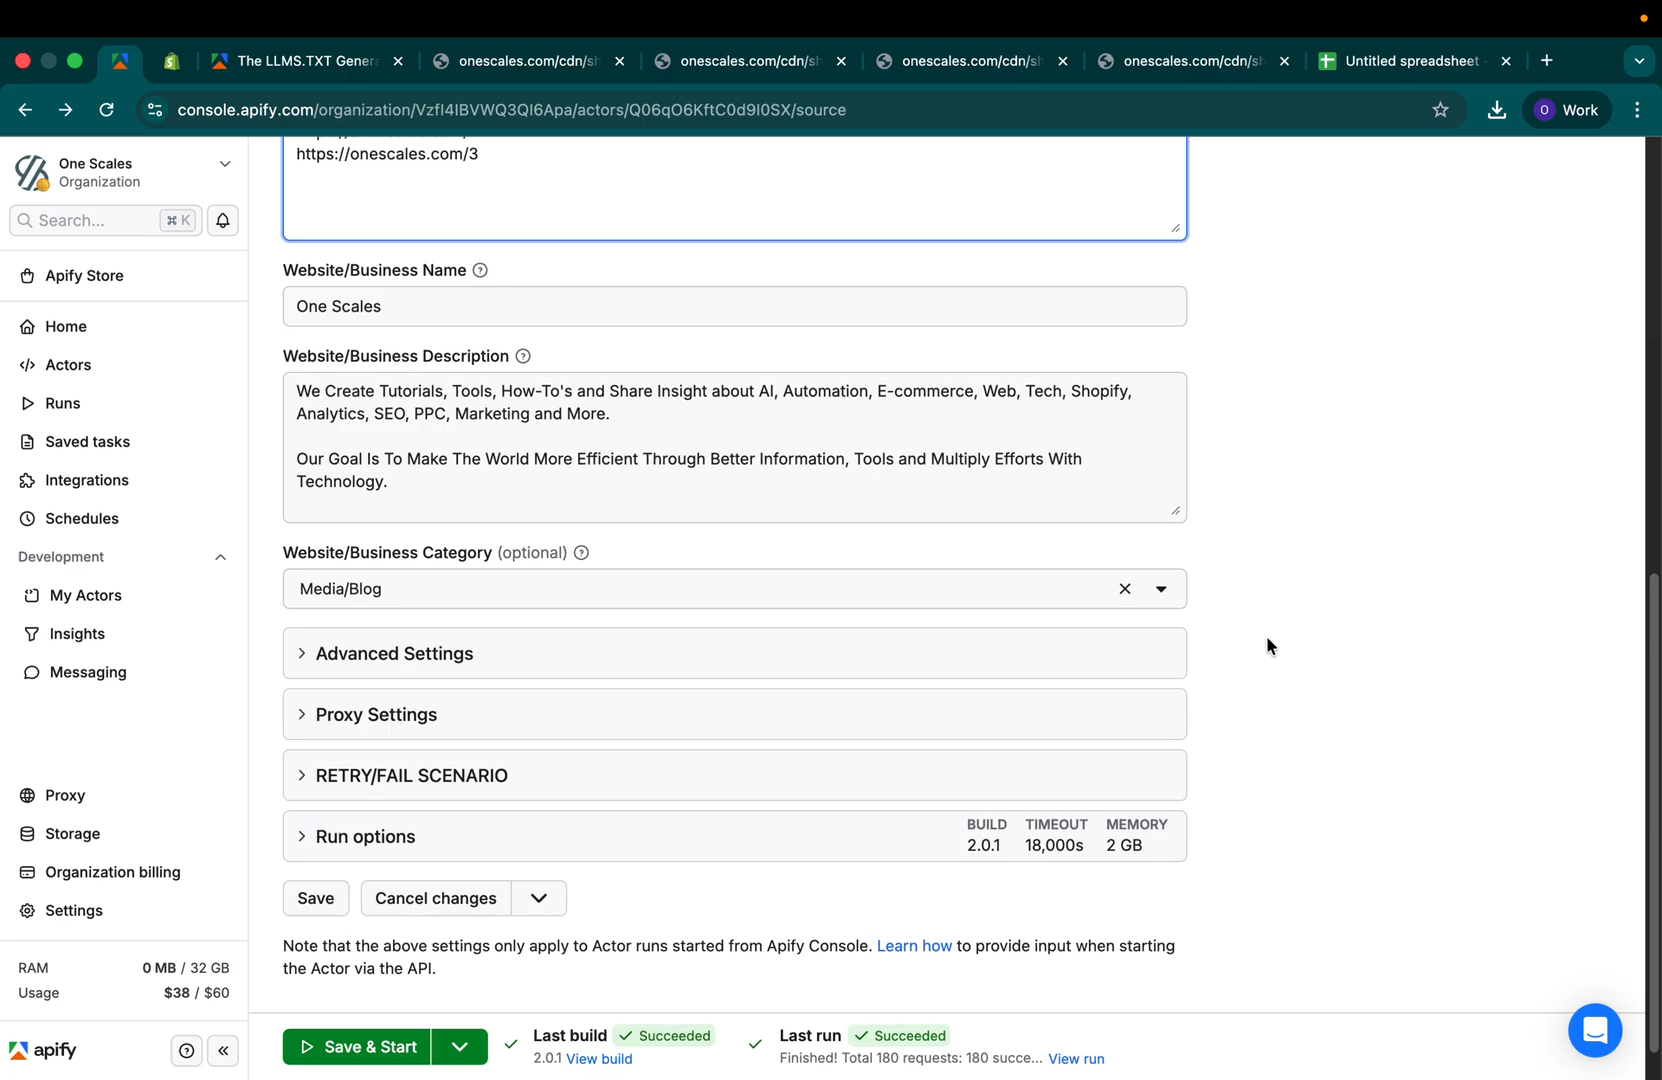 The LLMS.TXT Genera
onescales.com/cdn/sh
onescales.com/cdn/sh
onescales.com/cdn/sh
onescales.com/cdn/sh
Untitled spreadsheet
console.apify.com/organization/VzfI4IBVWQ3QI6Apa/actors/Q06qO6KftC0d9I0SX/source
O Work
One Scales
Organization
Search... ⌘ K
Apify Store
Home
Actors
Runs
Saved tasks
Integrations
Schedules
Development
My Actors
Insights
Messaging
Proxy
Storage
Organization billing
Settings
RAM 0 MB / 32 GB
Usage $38 / $60
apify
https://onescales.com/3
Website/Business Name
One Scales
Website/Business Description
We Create Tutorials, Tools, How-To's and Share Insight about AI, Automation, E-commerce, Web, Tech, Shopify,
Analytics, SEO, PPC, Marketing and More.
Our Goal Is To Make The World More Efficient Through Better Information, Tools and Multiply Efforts With
Technology.
Website/Business Category (optional)
Media/Blog
Advanced Settings
Proxy Settings
RETRY/FAIL SCENARIO
Run options
BUILD TIMEOUT MEMORY
2.0.1 18,000s 2 GB
Save
Cancel changes
Note that the above settings only apply to Actor runs started from Apify Console. Learn how to provide input when starting
the Actor via the API.
Save & Start
Last build Succeeded
2.0.1 View build
Last run Succeeded
Finished! Total 180 requests: 180 succe... View run